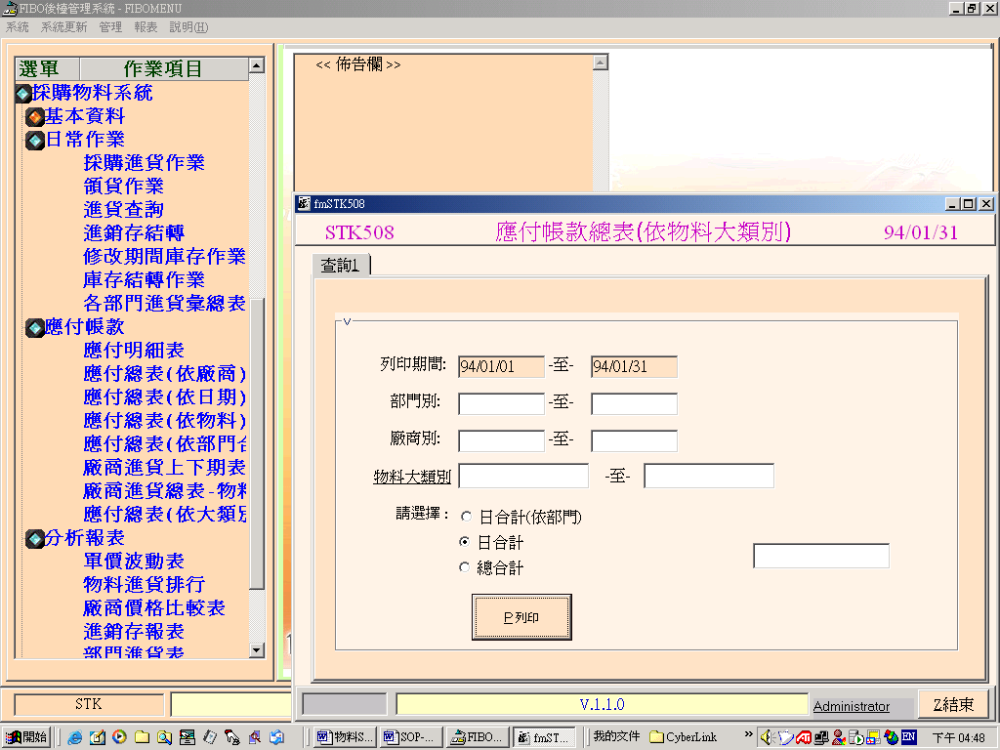 FIBO後檯管理系統 - FIBOMENU
系統 系統更新 管理 報表 說明(H)
選單 作業項目
採購物料系統
基本資料
日常作業
採購進貨作業
領貨作業
進貨查詢
進銷存結轉
修改期間庫存作業
庫存結轉作業
各部門進貨彙總表
應付帳款
應付明細表
應付總表(依廠商)
應付總表(依日期)
應付總表(依物料)
應付總表(依部門合
廠商進貨上下期表
廠商進貨總表-物料
應付總表(依大類別
分析報表
單價波動表
物料進貨排行
廠商價格比較表
進銷存報表
部門進貨表
STK
<< 佈告欄 >>
fmSTK508
STK508 應付帳款總表(依物料大類別) 94/01/31
查詢1
v
列印期間: 94/01/01 -至- 94/01/31
部門別: -至-
廠商別: -至-
物料大類別 -至-
請選擇: 日合計(依部門)
日合計
總合計
P列印
V.1.1.0 Administrator Z結束
開始 物料S... SOP-... FIBO... fmST... 我的文件 CyberLink » EN 下午 04:48